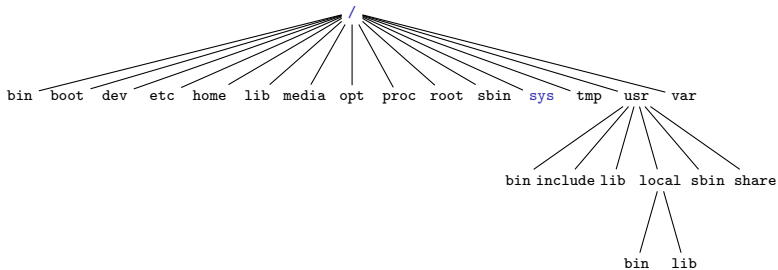 /
bin boot dev etc home lib media opt proc root sbin sys tmp usr var
bin include lib local sbin share
bin lib